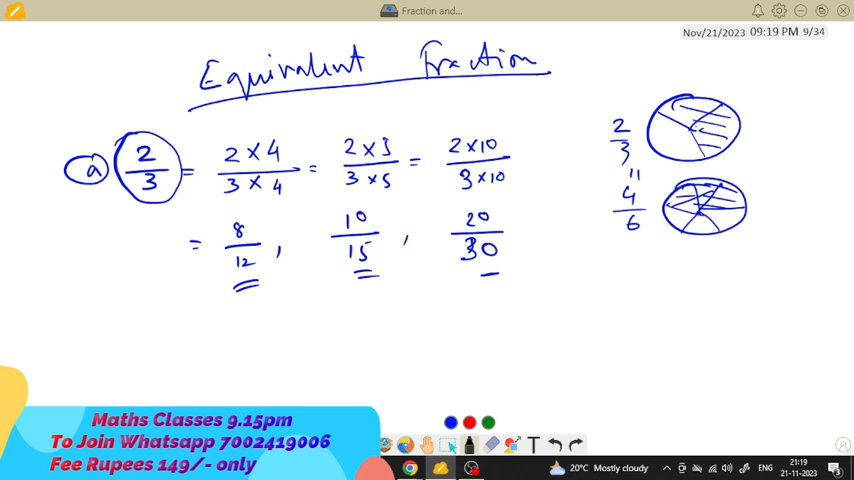 Fraction and...
Nov/21/2023 09:19 PM 9/34
Equivalent Fraction
a) 2/3 = 2 × 4 / 3 × 4 = 2 × 5 / 3 × 5 = 2 × 10 / 3 × 10
= 8/12 , 10/15 , 20/30
2/3
=
4/6
Maths Classes 9.15pm
To Join Whatsapp 7002419006
Fee Rupees 149/- only
T
20°C Mostly cloudy
ENG
21:19
21-11-2023
3